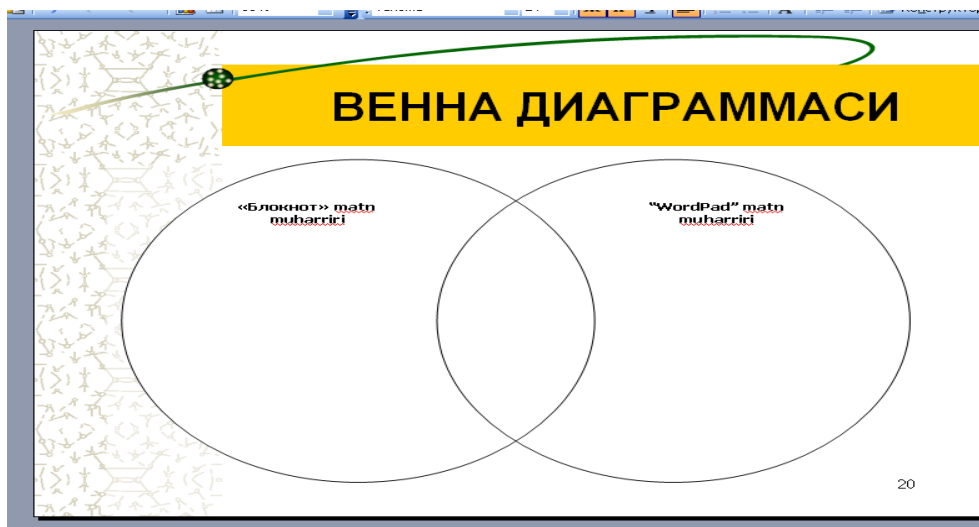 ВЕННА ДИАГРАММАСИ
«Блокнот» matn
muharriri
"WordPad" matn
muharriri
20